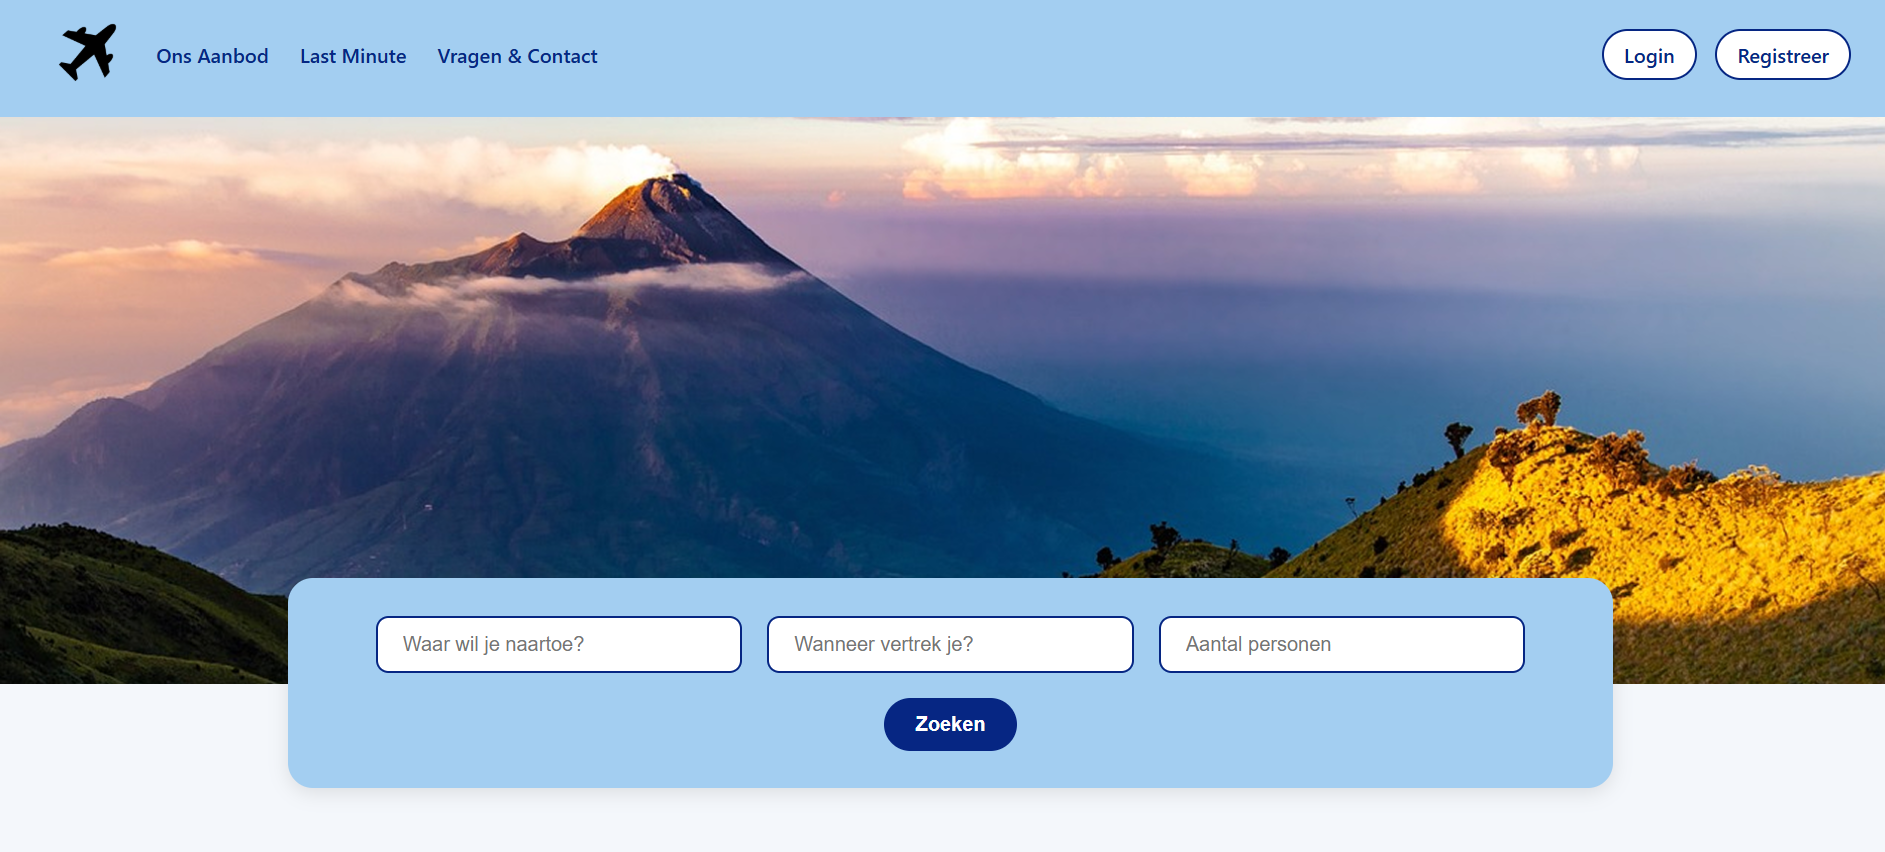 Ons Aanbod Last Minute Vragen & Contact Login Registreer
Waar wil je naartoe? Wanneer vertrek je? Aantal personen
Zoeken